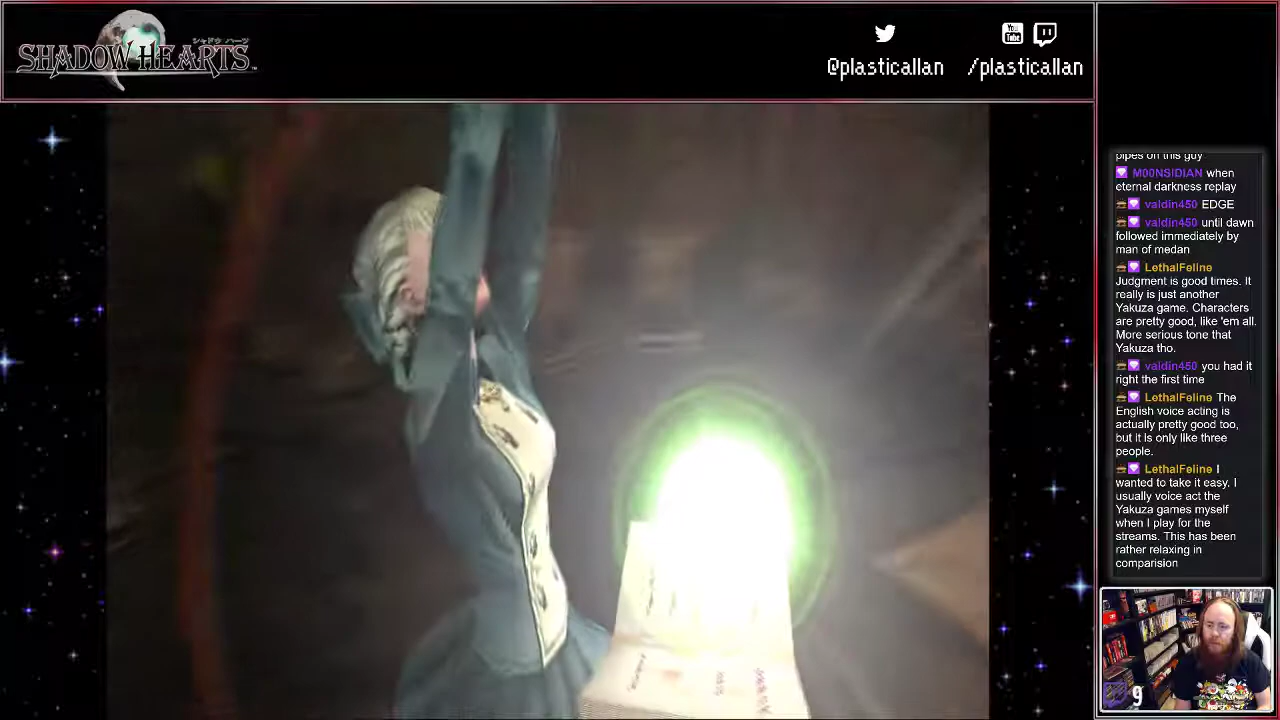 シャドウ ハーツ
SHADOW HEARTS
@plasticallan
You Tube
/plasticallan
pipes on this guy
M00NSIDIAN when
eternal darkness replay
valdin450 EDGE
valdin450 until dawn
followed immediately by
man of medan
LethalFeline
Judgment is good times. It
really is just another
Yakuza game. Characters
are pretty good, like 'em all.
More serious tone that
Yakuza tho.
valdin450 you had it
right the first time
LethalFeline The
English voice acting is
actually pretty good too,
but it is only like three
people.
LethalFeline I
wanted to take it easy. I
usually voice act the
Yakuza games myself
when I play for the
streams. This has been
rather relaxing in
comparision
9